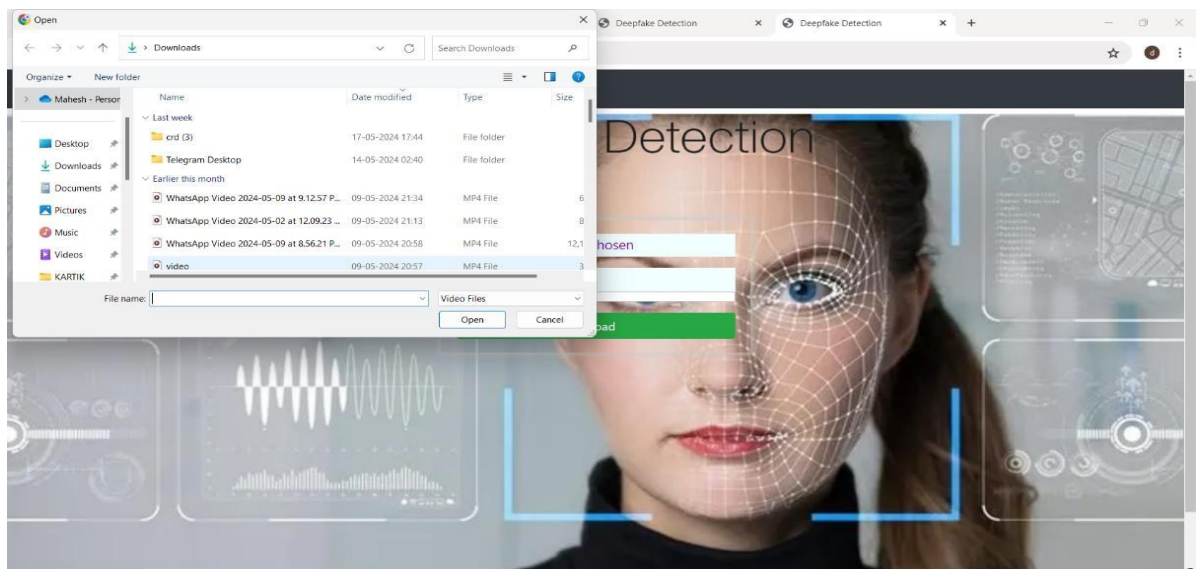 Open
Deepfake Detection
Deepfake Detection
Downloads
Search Downloads
Organize
New folder
Mahesh - Person
Name
Date modified
Type
Size
Last week
crd (3)
17-05-2024 17:44
File folder
Telegram Desktop
14-05-2024 02:40
File folder
Earlier this month
WhatsApp Video 2024-05-09 at 9.12.57 P...
09-05-2024 21:34
MP4 File
6
WhatsApp Video 2024-05-02 at 12.09.23 ...
09-05-2024 21:13
MP4 File
8
WhatsApp Video 2024-05-09 at 8.56.21 P...
09-05-2024 20:58
MP4 File
12,1
video
09-05-2024 20:57
MP4 File
3
Desktop
Downloads
Documents
Pictures
Music
Videos
KARTIK
File name:
Video Files
Open
Cancel
d
Detection
hosen
oad